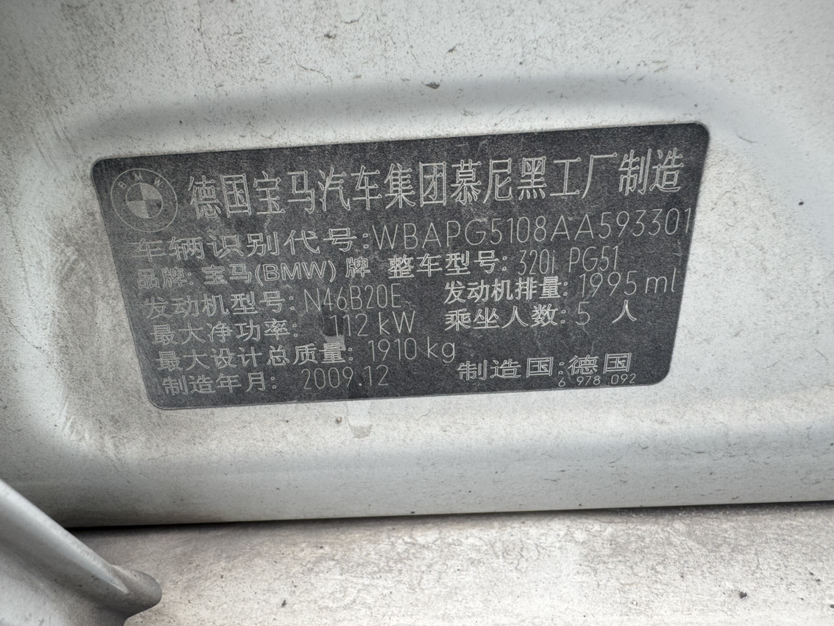 BMW
德国宝马汽车集团慕尼黑工厂制造
车辆识别代号:WBAPG5108AA593301
品牌:宝马(BMW)牌 整车型号:320i PG51
发动机型号:N46B20E 发动机排量:1995ml
最大净功率: 112kW 乘坐人数:5 人
最大设计总质量: 1910kg
制造年月: 2009.12 制造国:德国
6 978 092